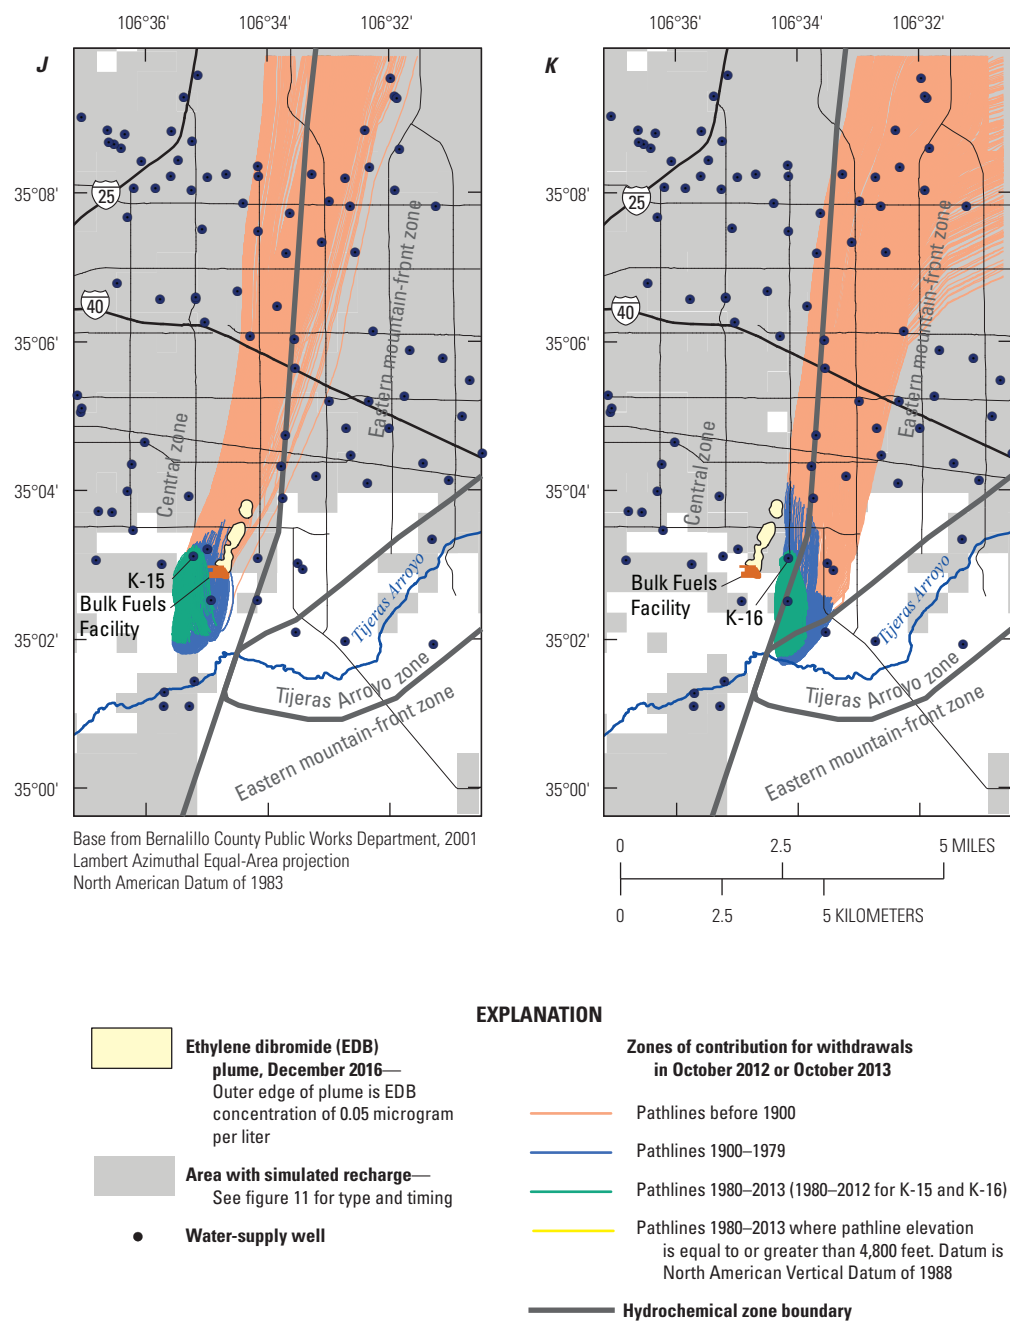 106°36'
106°34'
106°32'
106°36'
106°34'
106°32'
J
K
35°08'
35°06'
35°04'
35°02'
35°00'
35°08'
35°06'
35°04'
35°02'
35°00'
25
40
Eastern mountain-front zone
Central zone
K-15
Bulk Fuels
Facility
Tijeras Arroyo
Tijeras Arroyo zone
Eastern mountain-front zone
25
40
Eastern mountain-front zone
Central zone
Bulk Fuels
Facility
K-16
Tijeras Arroyo
Tijeras Arroyo zone
Eastern mountain-front zone
Base from Bernalillo County Public Works Department, 2001
Lambert Azimuthal Equal-Area projection
North American Datum of 1983
0 2.5 5 MILES
0 2.5 5 KILOMETERS
EXPLANATION
Ethylene dibromide (EDB)
plume, December 2016—
Outer edge of plume is EDB
concentration of 0.05 microgram
per liter
Area with simulated recharge—
See figure 11 for type and timing
Water-supply well
Zones of contribution for withdrawals
in October 2012 or October 2013
Pathlines before 1900
Pathlines 1900–1979
Pathlines 1980–2013 (1980–2012 for K-15 and K-16)
Pathlines 1980–2013 where pathline elevation
is equal to or greater than 4,800 feet. Datum is
North American Vertical Datum of 1988
Hydrochemical zone boundary